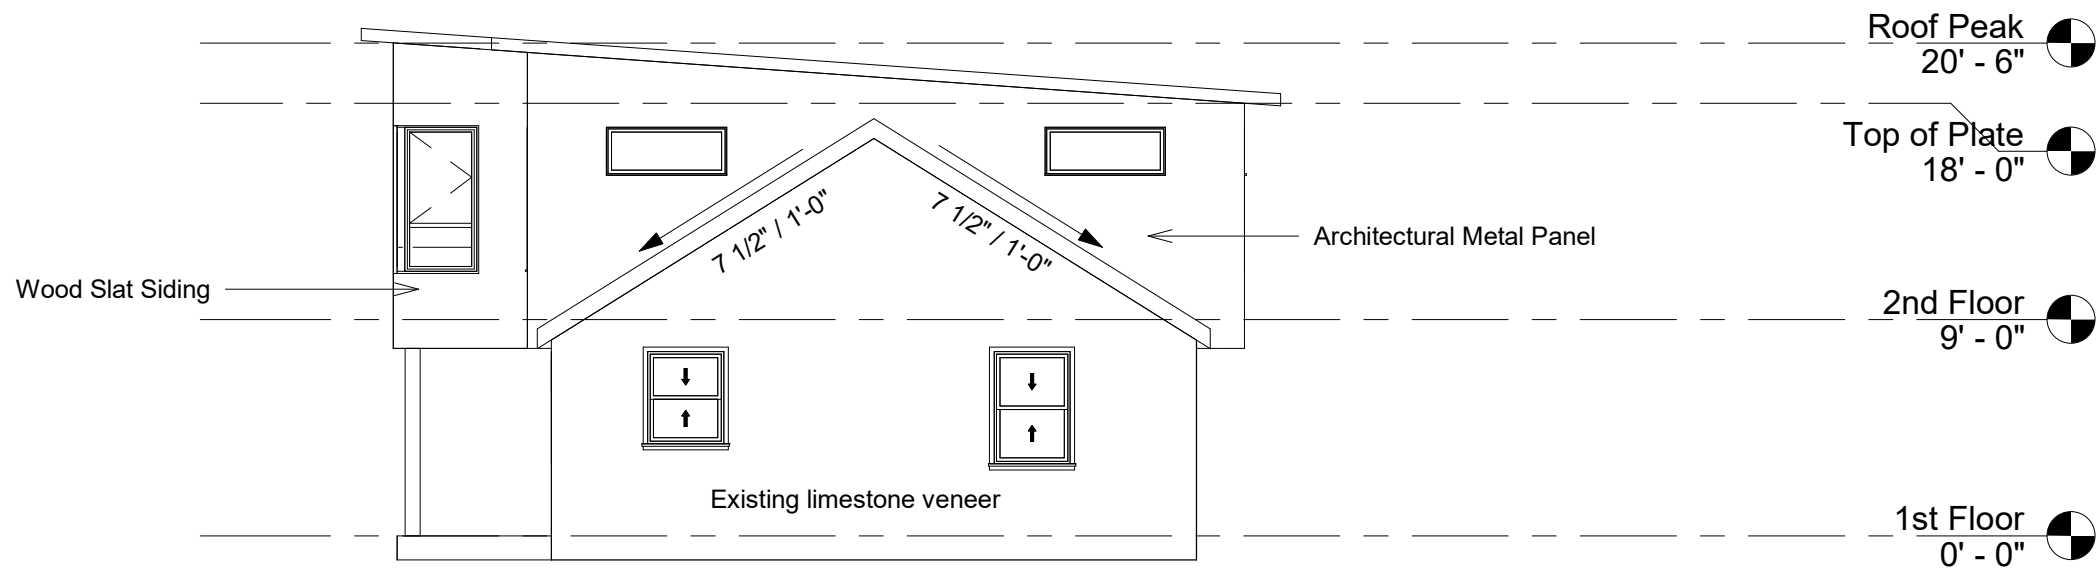 Roof Peak
20' - 6"
Top of Plate
18' - 0"
7 1/2" / 1'-0"
7 1/2" / 1'-0"
Architectural Metal Panel
Wood Slat Siding
2nd Floor
9' - 0"
Existing limestone veneer
1st Floor
0' - 0"